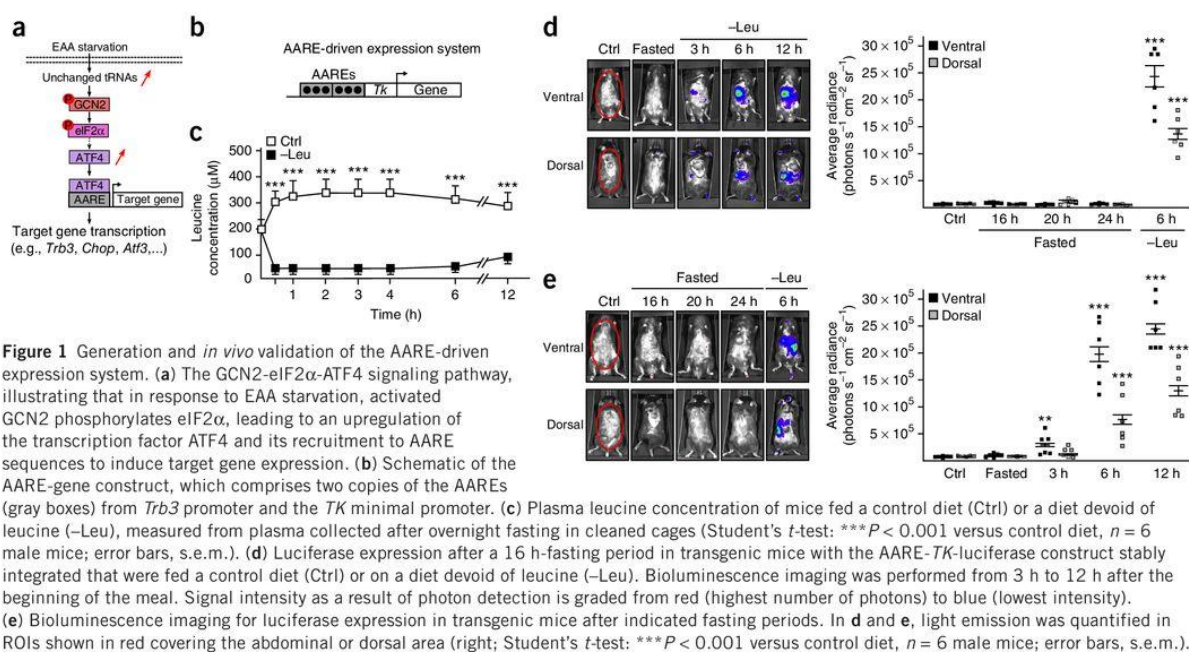 a
EAA starvation
Unchanged tRNAs
P
GCN2
P
eIF2α
ATF4
ATF4
AARE
Target gene
Target gene transcription
(e.g., Trb3, Chop, Atf3,...)
b
AARE-driven expression system
AAREs
Tk
Gene
c
Ctrl
–Leu
Leucine
concentration (μM)
500
400
300
200
100
0
*** *** *** *** *** *** ***
1 2 3 4 6 12
Time (h)
d
–Leu
Ctrl Fasted 3 h 6 h 12 h
Ventral
Dorsal
Average radiance
(photons s⁻¹ cm⁻² sr⁻¹)
30 × 10⁵
25 × 10⁵
20 × 10⁵
15 × 10⁵
10 × 10⁵
5 × 10⁵
Ventral
Dorsal
***
***
Ctrl 16 h 20 h 24 h 6 h
Fasted –Leu
e
Fasted –Leu
Ctrl 16 h 20 h 24 h 6 h
Ventral
Dorsal
Average radiance
(photons s⁻¹ cm⁻² sr⁻¹)
30 × 10⁵
25 × 10⁵
20 × 10⁵
15 × 10⁵
10 × 10⁵
5 × 10⁵
Ventral
Dorsal
**
***
***
***
***
Ctrl Fasted 3 h 6 h 12 h
Figure 1 Generation and in vivo validation of the AARE-driven
expression system. (a) The GCN2-eIF2α-ATF4 signaling pathway,
illustrating that in response to EAA starvation, activated
GCN2 phosphorylates eIF2α, leading to an upregulation of
the transcription factor ATF4 and its recruitment to AARE
sequences to induce target gene expression. (b) Schematic of the
AARE-gene construct, which comprises two copies of the AAREs
(gray boxes) from Trb3 promoter and the TK minimal promoter. (c) Plasma leucine concentration of mice fed a control diet (Ctrl) or a diet devoid of
leucine (–Leu), measured from plasma collected after overnight fasting in cleaned cages (Student's t-test: ***P < 0.001 versus control diet, n = 6
male mice; error bars, s.e.m.). (d) Luciferase expression after a 16 h-fasting period in transgenic mice with the AARE-TK-luciferase construct stably
integrated that were fed a control diet (Ctrl) or on a diet devoid of leucine (–Leu). Bioluminescence imaging was performed from 3 h to 12 h after the
beginning of the meal. Signal intensity as a result of photon detection is graded from red (highest number of photons) to blue (lowest intensity).
(e) Bioluminescence imaging for luciferase expression in transgenic mice after indicated fasting periods. In d and e, light emission was quantified in
ROIs shown in red covering the abdominal or dorsal area (right; Student's t-test: ***P < 0.001 versus control diet, n = 6 male mice; error bars, s.e.m.).